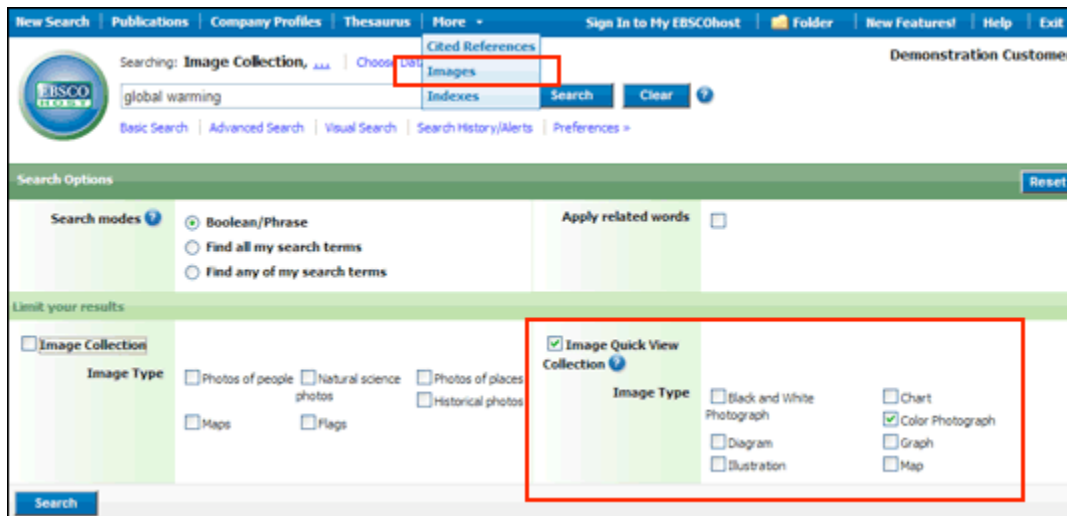 New Search | Publications | Company Profiles | Thesaurus | More Sign In to My EBSCOhost | Folder | New Features! | Help | Exit
Cited References
Images
Indexes
Demonstration Customer
Searching: Image Collection, ... | Choose
EBSCO
HOST
global warming
Search Clear ?
Basic Search | Advanced Search | Visual Search | Search History/Alerts | Preferences »
Search Options
Reset
Search modes ?
Boolean/Phrase
Find all my search terms
Find any of my search terms
Apply related words
Limit your results
Image Collection
Image Type
Photos of people
Natural science photos
Photos of places
Historical photos
Maps
Flags
Image Quick View
Collection ?
Image Type
Black and White
Photograph
Chart
Color Photograph
Diagram
Graph
Illustration
Map
Search